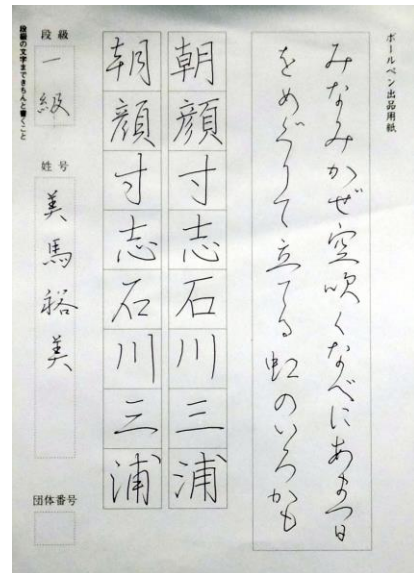 ボールペン出品用紙
みなみかぜ空吹くなべにあまつ日
をめぐりて立てる虹のいろかも
朝顔寸志石川三浦
朝顔寸志石川三浦
段級
一級
姓号
美馬裕美
団体番号
段級の文字まできちんと書くこと